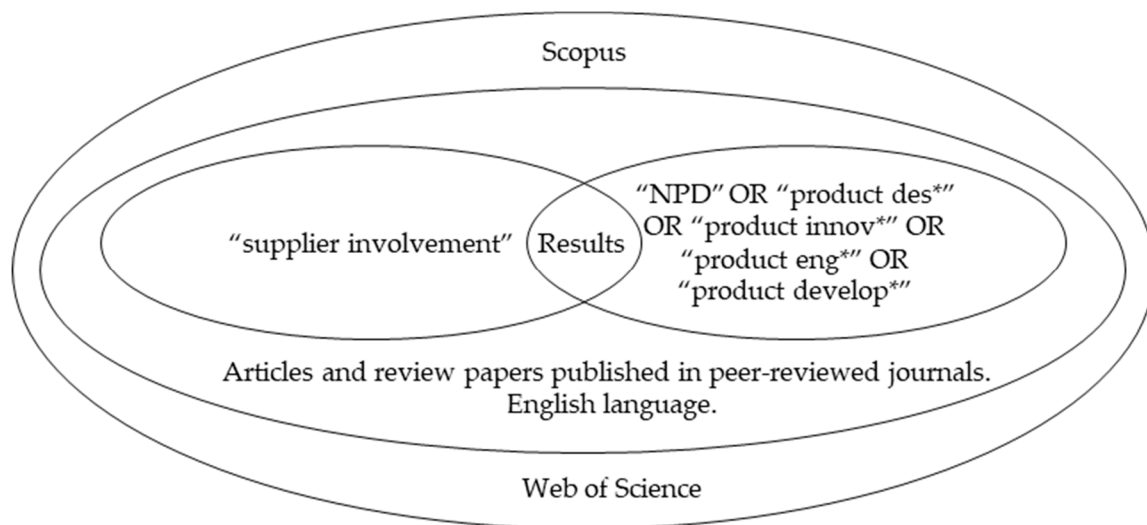 Scopus
“supplier involvement”
Results
“NPD” OR “product des*”
OR “product innov*” OR
“product eng*” OR
“product develop*”
Articles and review papers published in peer-reviewed journals.
English language.
Web of Science